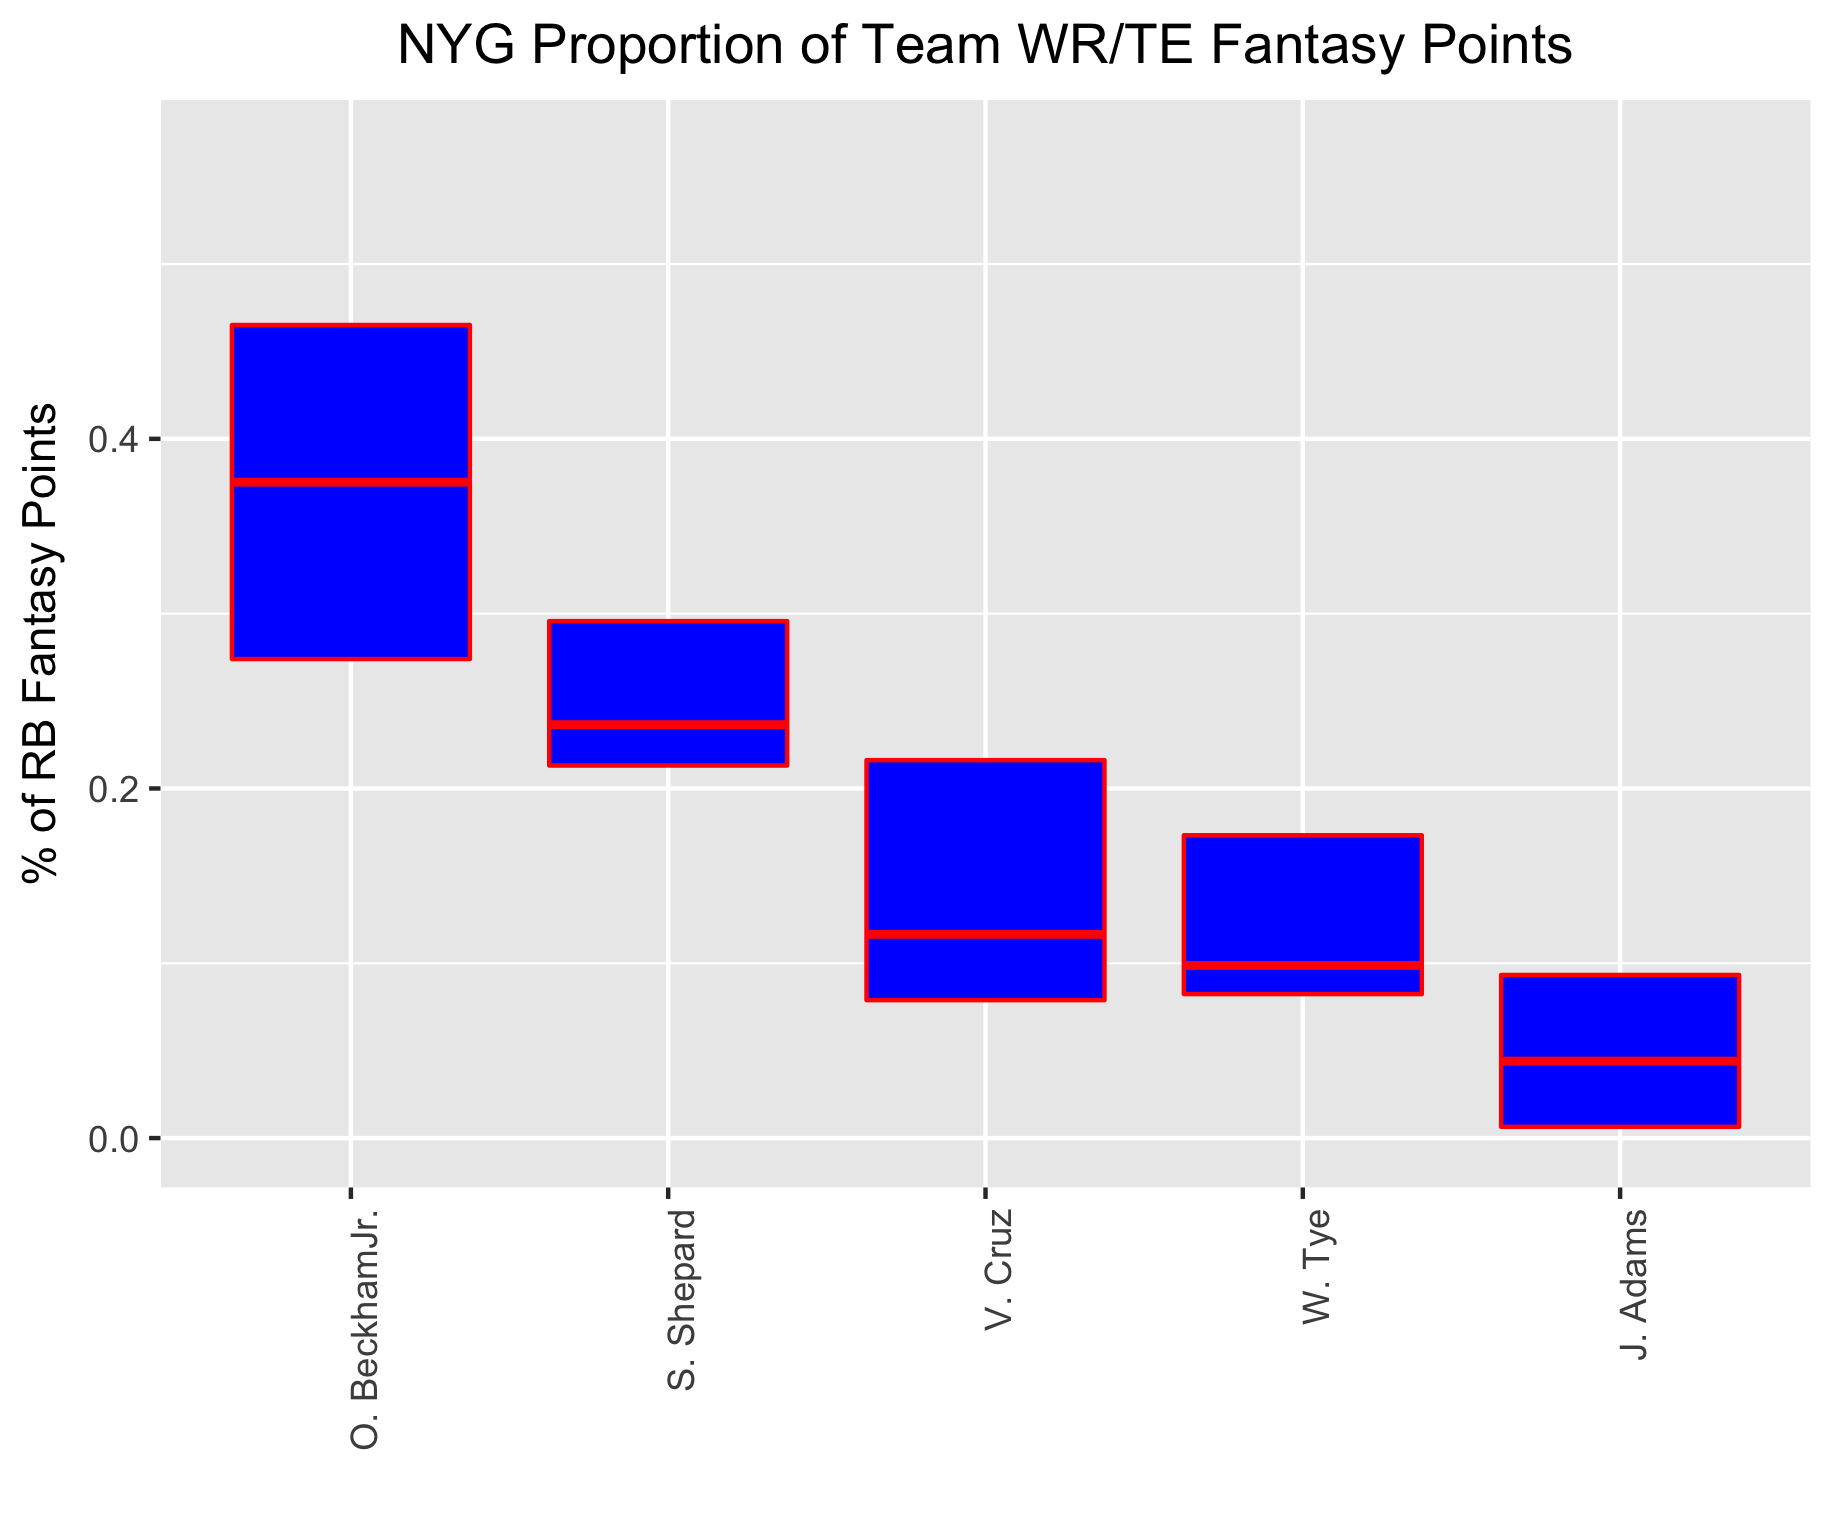 NYG Proportion of Team WR/TE Fantasy Points
% of RB Fantasy Points
0.4
0.2
0.0
O. BeckhamJr.
S. Shepard
V. Cruz
W. Tye
J. Adams